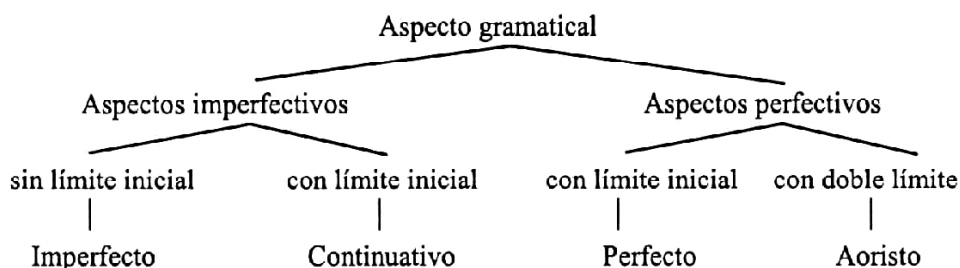 Aspecto gramatical
Aspectos imperfectivos Aspectos perfectivos
sin límite inicial con límite inicial con límite inicial con doble límite
Imperfecto Continuativo Perfecto Aoristo